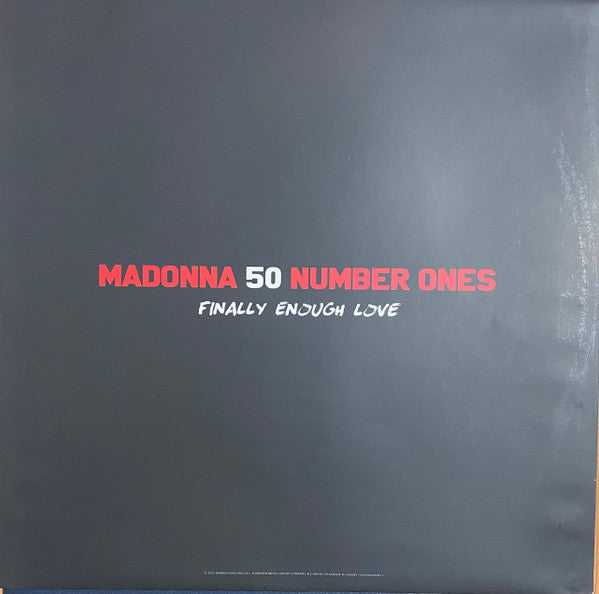 MADONNA 50 NUMBER ONES
FINALLY ENOUGH LOVE